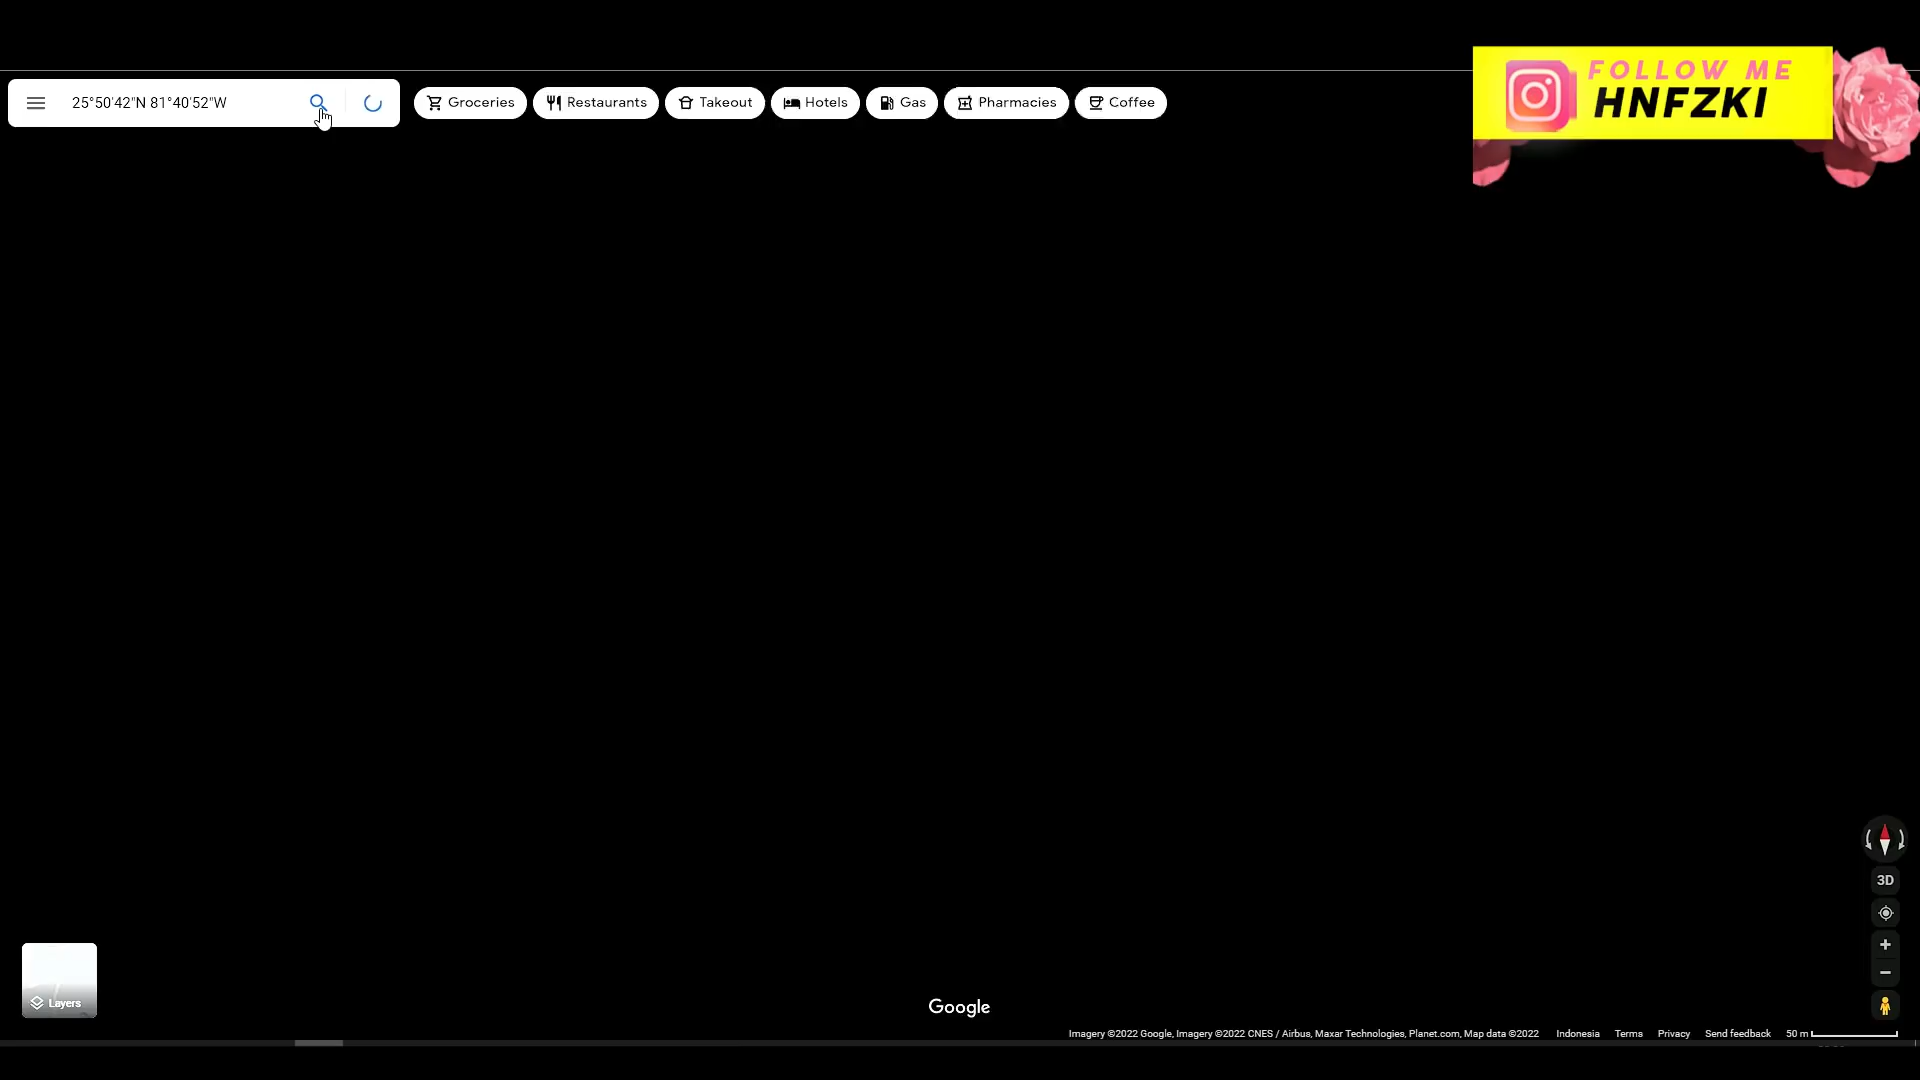 FOLLOW ME
HNFZKI
25°50'42"N 81°40'52"W
Groceries
Restaurants
Takeout
Hotels
Gas
Pharmacies
Coffee
3D
Layers
Google
Imagery ©2022 Google, Imagery ©2022 CNES / Airbus, Maxar Technologies, Planet.com, Map data ©2022
Indonesia
Terms
Privacy
Send feedback
50 m